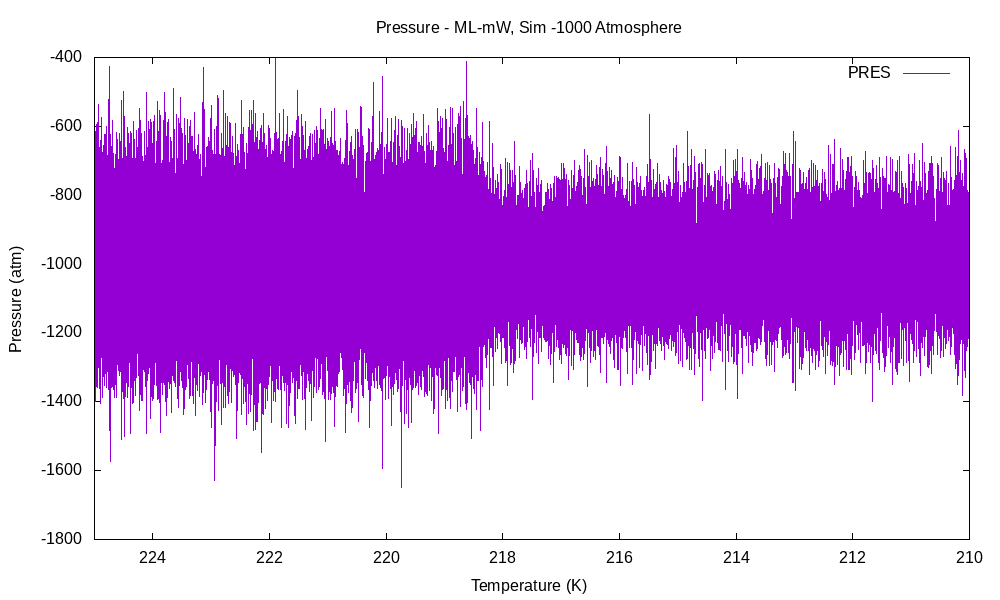 Pressure - ML-mW, Sim -1000 Atmosphere
PRES
-400
-600
-800
-1000
-1200
-1400
-1600
-1800
Pressure (atm)
224 222 220 218 216 214 212 210
Temperature (K)